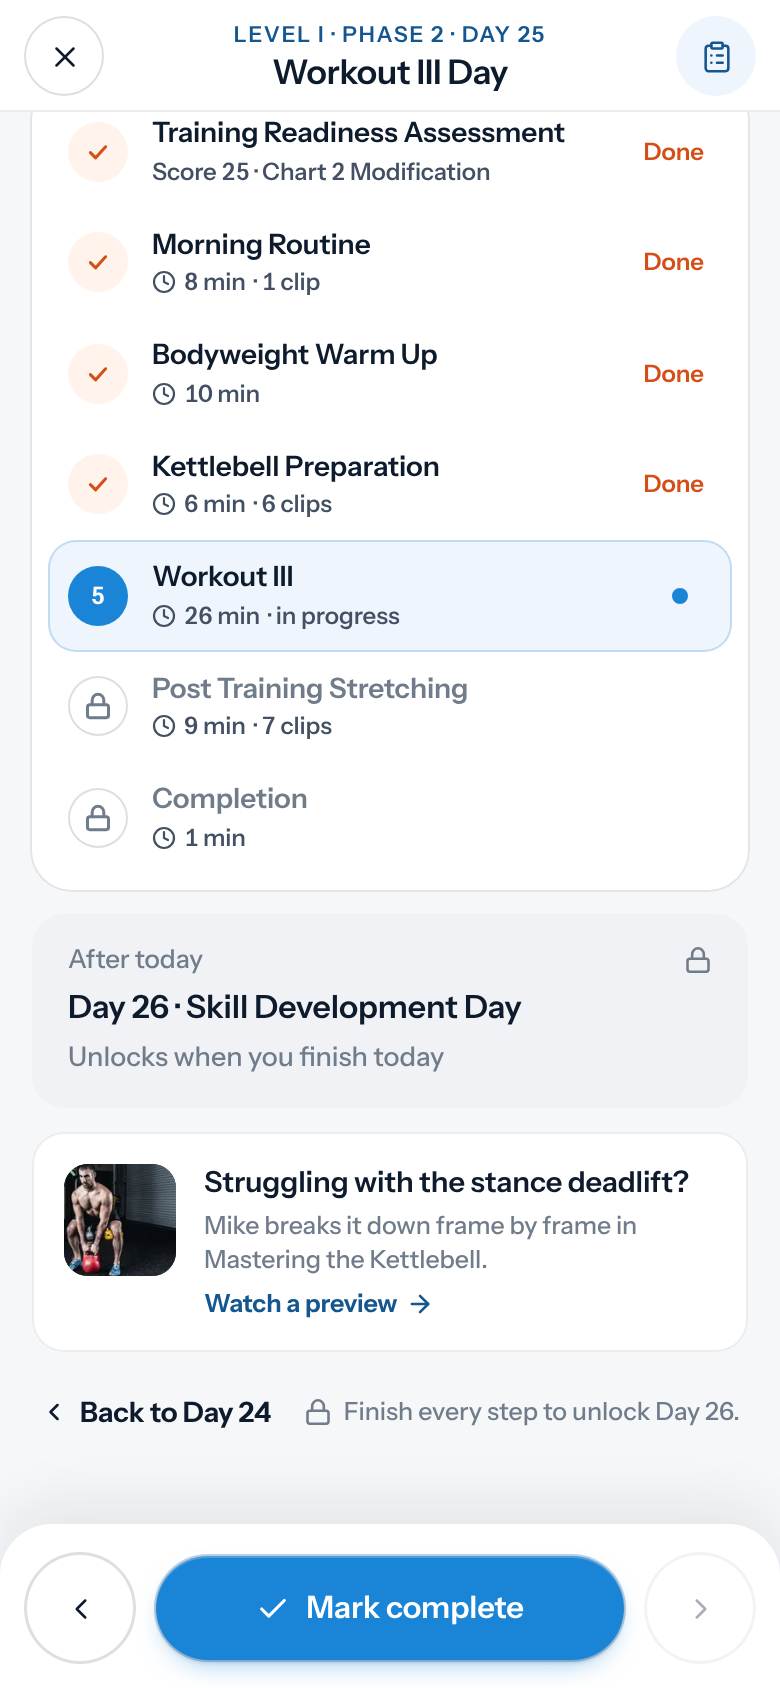 LEVEL I · PHASE 2 · DAY 25
Workout III Day
Training Readiness Assessment
Done
Score 25 · Chart 2 Modification
Morning Routine
Done
8 min · 1 clip
Bodyweight Warm Up
Done
10 min
Kettlebell Preparation
Done
6 min · 6 clips
5
Workout III
26 min · in progress
Post Training Stretching
9 min · 7 clips
Completion
1 min
After today
Day 26 · Skill Development Day
Unlocks when you finish today
Struggling with the stance deadlift?
Mike breaks it down frame by frame in
Mastering the Kettlebell.
Watch a preview
Back to Day 24
Finish every step to unlock Day 26.
Mark complete